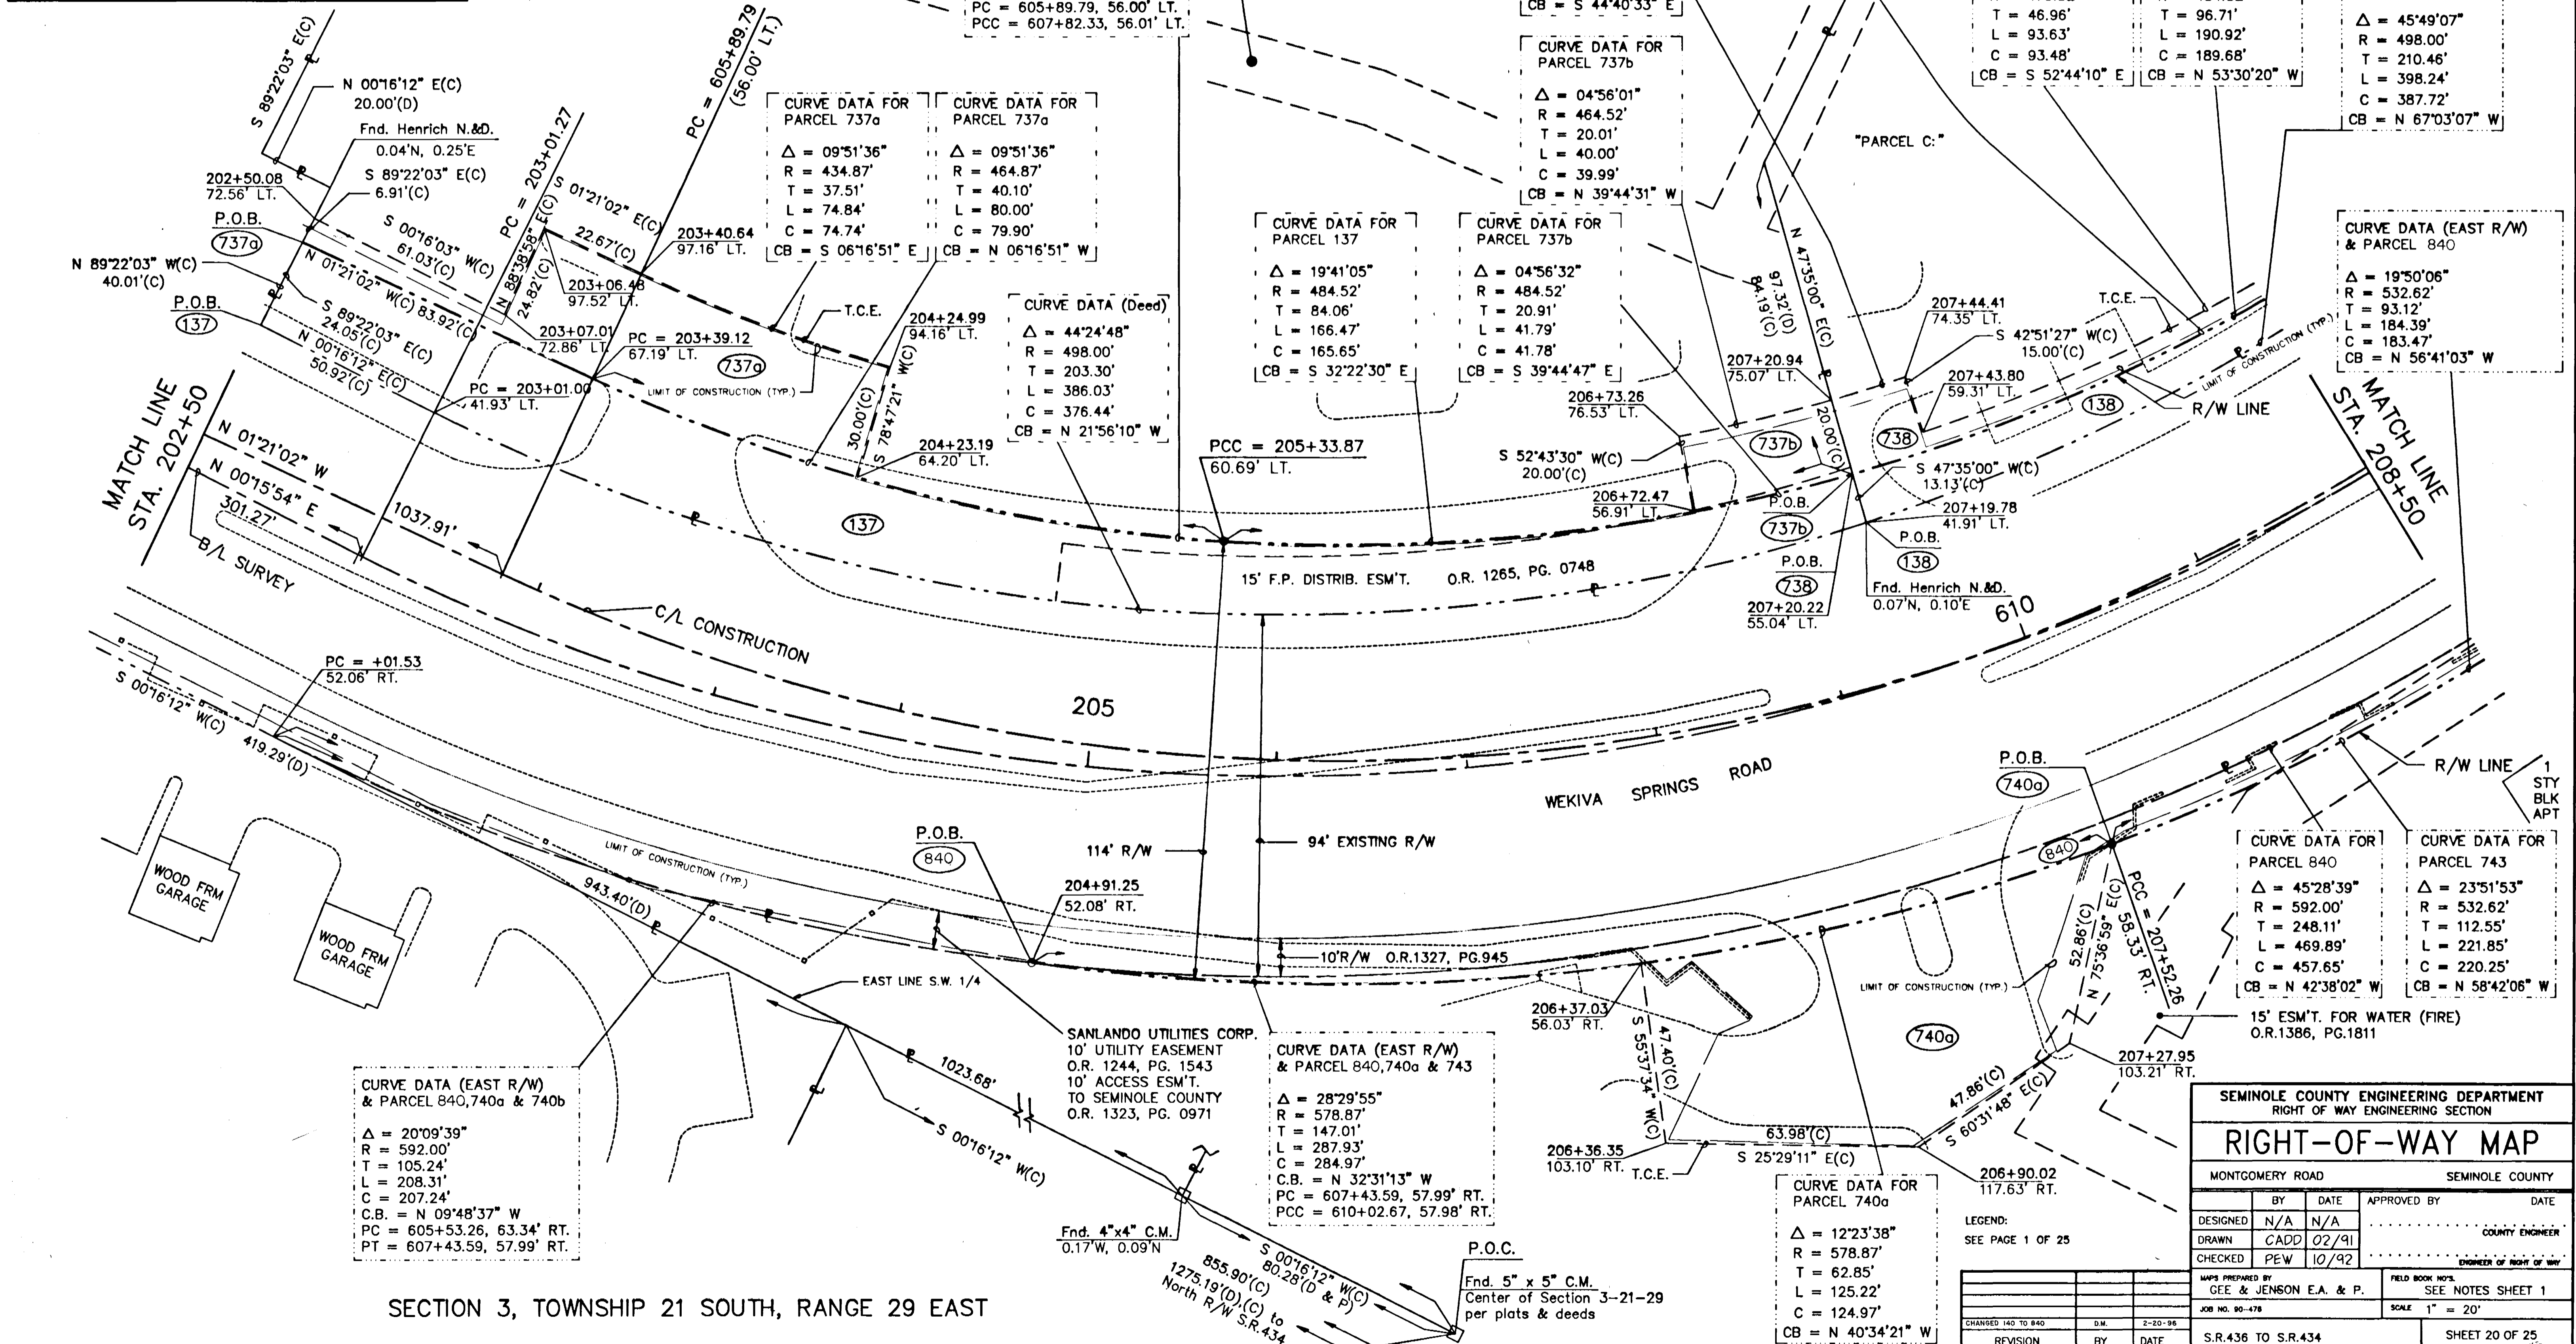 PC = 605+89.79, 56.00' LT.
PCC = 607+82.33, 56.01' LT.
CB = S 44°40'33" E
T = 46.96'
L = 93.63'
C = 93.48'
CB = S 52°44'10" E
T = 96.71'
L = 190.92'
C = 189.68'
CB = N 53°30'20" W
Δ = 45°49'07"
R = 498.00'
T = 210.46'
L = 398.24'
C = 387.72'
CB = N 67°03'07" W
S 89°22'03" E(C)
N 00°16'12" E(C)
20.00'(D)
Fnd. Henrich N.&D.
0.04'N, 0.25'E
S 89°22'03" E(C)
6.91'(C)
202+50.08
72.56' LT.
P.O.B.
737a
N 89°22'03" W(C)
40.01'(C)
P.O.B.
137
S 00°16'03" W(C)
61.03'(C)
N 01°21'02" W(C) 83.92'(C)
S 89°22'03" E(C)
24.05'(C)
N 00°16'12" E(C)
50.92'(C)
PC = 203+01.27
N 88°38'58" E(C)
24.82'(C)
S 01°21'02" E(C)
22.67'(C)
PC = 605+89.79
(56.00' LT.)
203+40.64
97.16' LT.
203+06.48
97.52' LT.
203+07.01
72.86' LT.
PC = 203+39.12
67.19' LT.
PC = 203+01.00
41.93' LT.
737a
LIMIT OF CONSTRUCTION (TYP.)
T.C.E.
CURVE DATA FOR
PARCEL 737a
Δ = 09°51'36"
R = 434.87'
T = 37.51'
L = 74.84'
C = 74.74'
CB = S 06°16'51" E
CURVE DATA FOR
PARCEL 737a
Δ = 09°51'36"
R = 464.87'
T = 40.10'
L = 80.00'
C = 79.90'
CB = N 06°16'51" W
204+24.99
94.16' LT.
30.00'(C)
S 78°47'21" W(C)
204+23.19
64.20' LT.
CURVE DATA (Deed)
Δ = 44°24'48"
R = 498.00'
T = 203.30'
L = 386.03'
C = 376.44'
CB = N 21°56'10" W
CURVE DATA FOR
PARCEL 137
Δ = 19°41'05"
R = 484.52'
T = 84.06'
L = 166.47'
C = 165.65'
CB = S 32°22'30" E
CURVE DATA FOR
PARCEL 737b
Δ = 04°56'32"
R = 484.52'
T = 20.91'
L = 41.79'
C = 41.78'
CB = S 39°44'47" E
CURVE DATA FOR
PARCEL 737b
Δ = 04°56'01"
R = 464.52'
T = 20.01'
L = 40.00'
C = 39.99'
CB = N 39°44'31" W
"PARCEL C:"
N 47°35'00" E(C)
97.32'(D)
84.19'(C)
20.00'(C)
207+20.94
75.07' LT.
206+73.26
76.53' LT.
S 52°43'30" W(C)
20.00'(C)
206+72.47
56.91' LT.
737b
738
207+44.41
74.35' LT.
S 42°51'27" W(C)
15.00'(C)
207+43.80
59.31' LT.
T.C.E.
LIMIT OF CONSTRUCTION (TYP.)
138
R/W LINE
S 47°35'00" W(C)
13.13'(C)
207+19.78
41.91' LT.
P.O.B.
138
Fnd. Henrich N.&D.
0.07'N, 0.10'E
P.O.B.
737b
P.O.B.
738
207+20.22
55.04' LT.
CURVE DATA (EAST R/W)
& PARCEL 840
Δ = 19°50'06"
R = 532.62'
T = 93.12'
L = 184.39'
C = 183.47'
CB = N 56°41'03" W
MATCH LINE
STA. 208+50
MATCH LINE
STA. 202+50
N 01°21'02" W
1037.91'
N 00°15'54" E
301.27'
B/L SURVEY
C/L CONSTRUCTION
137
PCC = 205+33.87
60.69' LT.
15' F.P. DISTRIB. ESM'T. O.R. 1265, PG. 0748
205
610
WEKIVA SPRINGS ROAD
114' R/W
94' EXISTING R/W
PC = +01.53
52.06' RT.
S 00°16'12" W(C)
419.29'(D)
943.40'(D)
WOOD FRM
GARAGE
WOOD FRM
GARAGE
LIMIT OF CONSTRUCTION (TYP.)
P.O.B.
840
204+91.25
52.08' RT.
EAST LINE S.W. 1/4
10'R/W O.R.1327, PG.945
SANLANDO UTILITIES CORP.
10' UTILITY EASEMENT
O.R. 1244, PG. 1543
10' ACCESS ESM'T.
TO SEMINOLE COUNTY
O.R. 1323, PG. 0971
CURVE DATA (EAST R/W)
& PARCEL 840,740a & 740b
Δ = 20°09'39"
R = 592.00'
T = 105.24'
L = 208.31'
C = 207.24'
C.B. = N 09°48'37" W
PC = 605+53.26, 63.34' RT.
PT = 607+43.59, 57.99' RT.
CURVE DATA (EAST R/W)
& PARCEL 840,740a & 743
Δ = 28°29'55"
R = 578.87'
T = 147.01'
L = 287.93'
C = 284.97'
C.B. = N 32°31'13" W
PC = 607+43.59, 57.99' RT.
PCC = 610+02.67, 57.98' RT.
1023.68'
S 00°16'12" W(C)
Fnd. 4"x4" C.M.
0.17'W, 0.09'N
S 00°16'12" W(C)
80.28'(D & P)
855.90'(C)
1275.19'(D),(C) to
North R/W S.R.434
P.O.C.
Fnd. 5" x 5" C.M.
Center of Section 3-21-29
per plats & deeds
206+37.03
56.03' RT.
47.40'(C)
S 55°37'34" W(C)
206+36.35
103.10' RT.
T.C.E.
63.98'(C)
S 25°29'11" E(C)
206+90.02
117.63' RT.
47.86'(C)
S 60°31'48" E(C)
207+27.95
103.21' RT.
740a
LIMIT OF CONSTRUCTION (TYP.)
52.86'(C)
N 75°36'59" E(C)
PCC = 207+52.26
58.33' RT.
P.O.B.
740a
840
R/W LINE
1
STY
BLK
APT
CURVE DATA FOR
PARCEL 840
Δ = 45°28'39"
R = 592.00'
T = 248.11'
L = 469.89'
C = 457.65'
CB = N 42°38'02" W
CURVE DATA FOR
PARCEL 743
Δ = 23°51'53"
R = 532.62'
T = 112.55'
L = 221.85'
C = 220.25'
CB = N 58°42'06" W
15' ESM'T. FOR WATER (FIRE)
O.R.1386, PG.1811
CURVE DATA FOR
PARCEL 740a
Δ = 12°23'38"
R = 578.87'
T = 62.85'
L = 125.22'
C = 124.97'
CB = N 40°34'21" W
LEGEND:
SEE PAGE 1 OF 25
SECTION 3, TOWNSHIP 21 SOUTH, RANGE 29 EAST
SEMINOLE COUNTY ENGINEERING DEPARTMENT
RIGHT OF WAY ENGINEERING SECTION
RIGHT-OF-WAY MAP
MONTGOMERY ROAD SEMINOLE COUNTY
BY DATE APPROVED BY DATE
DESIGNED N/A N/A
COUNTY ENGINEER
DRAWN CADD 02/91
CHECKED PEW 10/92
ENGINEER OF RIGHT OF WAY
MAPS PREPARED BY
GEE & JENSON E.A. & P.
FIELD BOOK NO'S.
SEE NOTES SHEET 1
JOB NO. 90-478
SCALE 1" = 20'
CHANGED 140 TO 840 D.M. 2-20-96
REVISION BY DATE
S.R.436 TO S.R.434
SHEET 20 OF 25